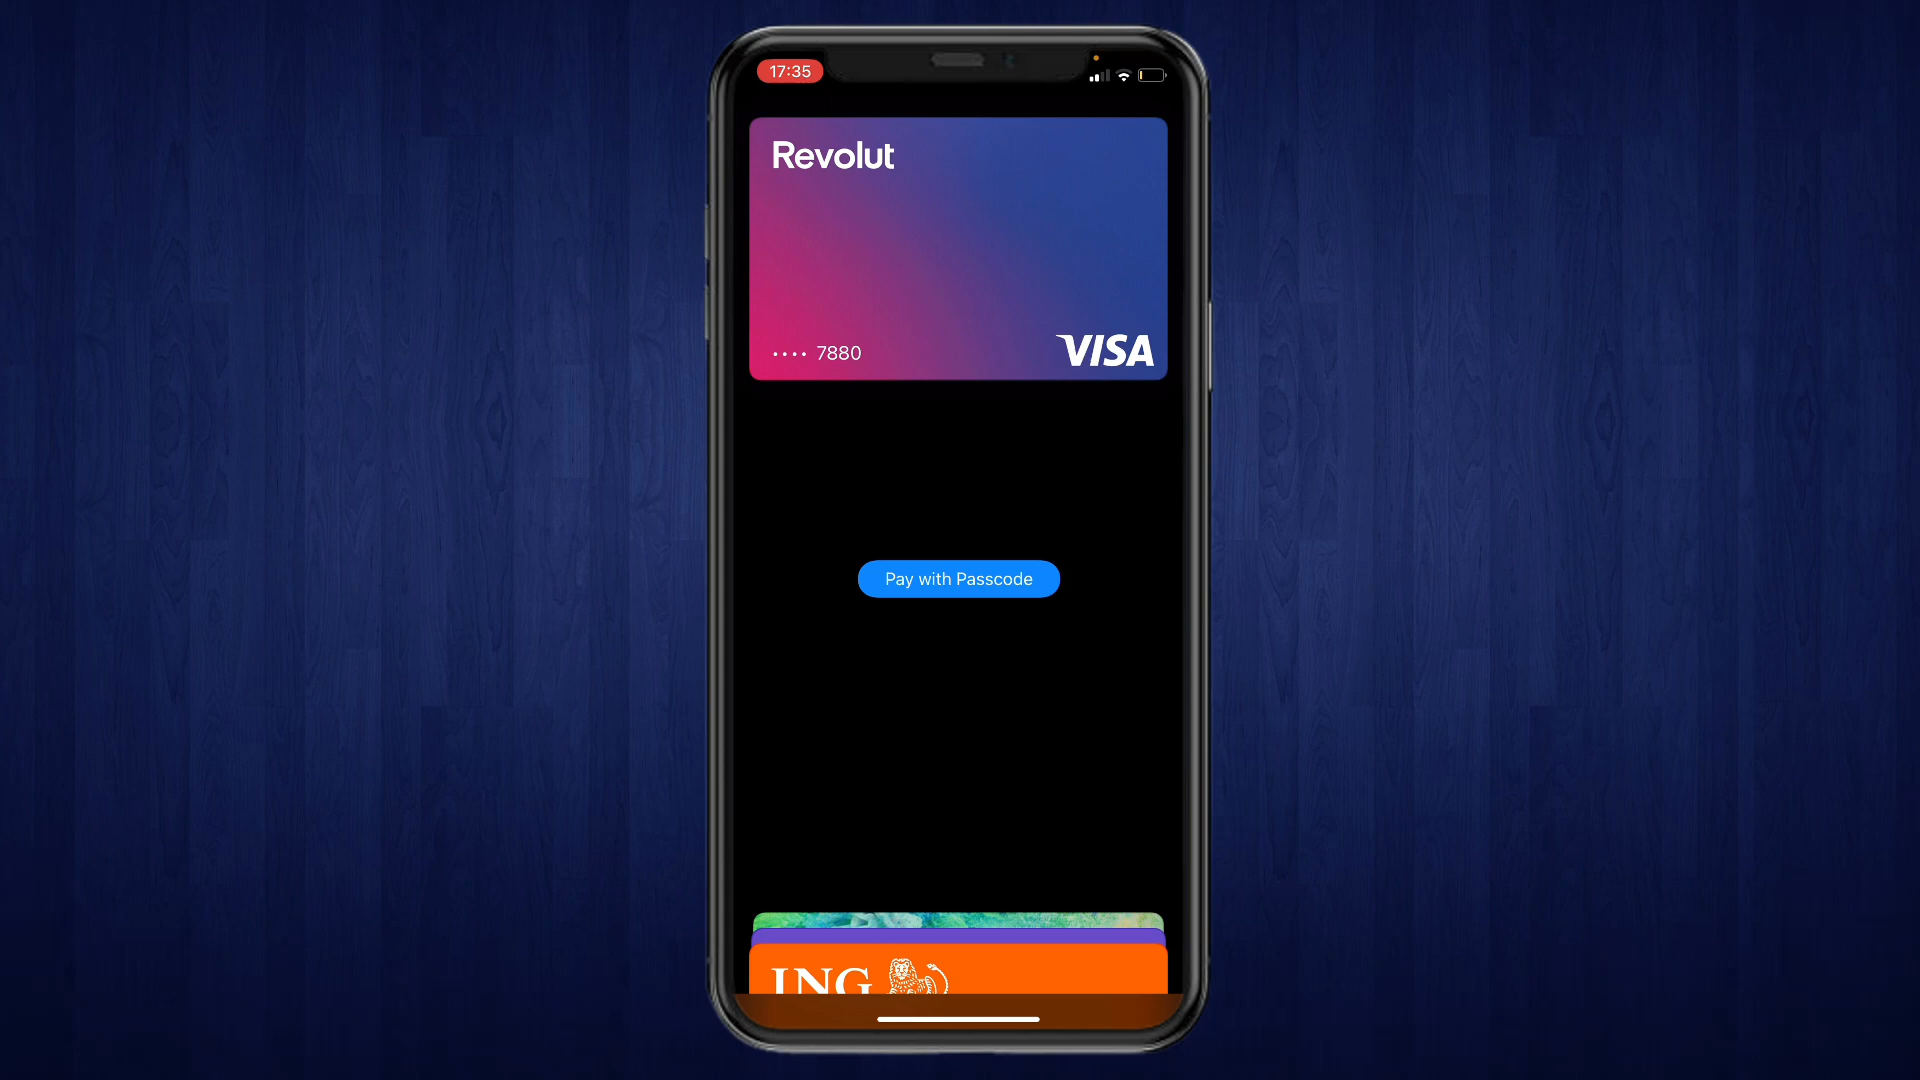 17:35
Revolut
•••• 7880
VISA
Pay with Passcode
ING